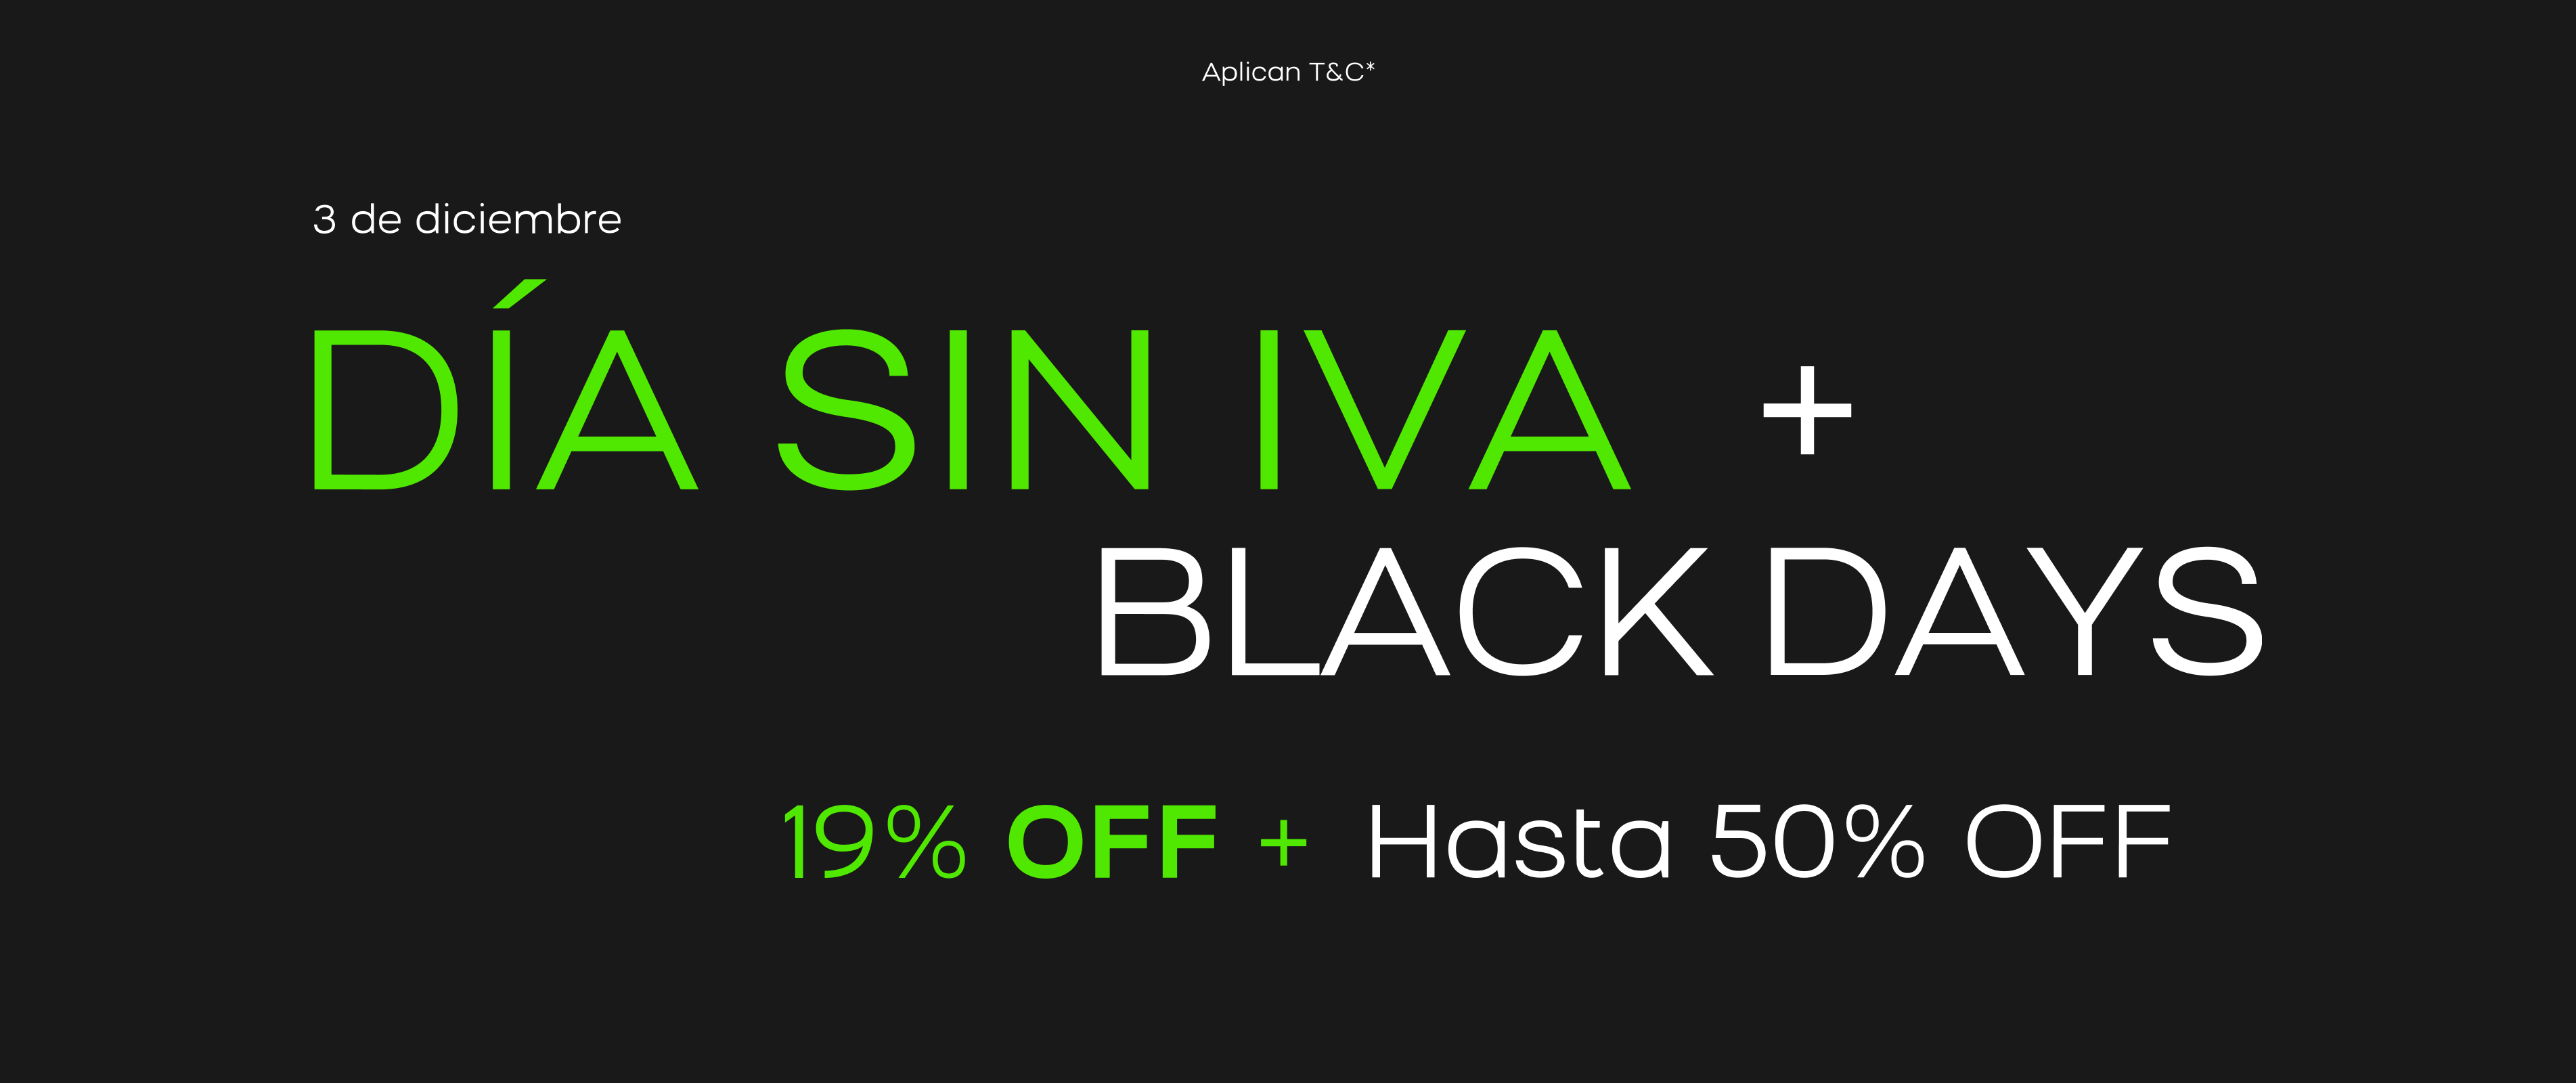 Aplican T&C*
3 de diciembre
DÍA SIN IVA +
BLACK DAYS
19% OFF + Hasta 50% OFF